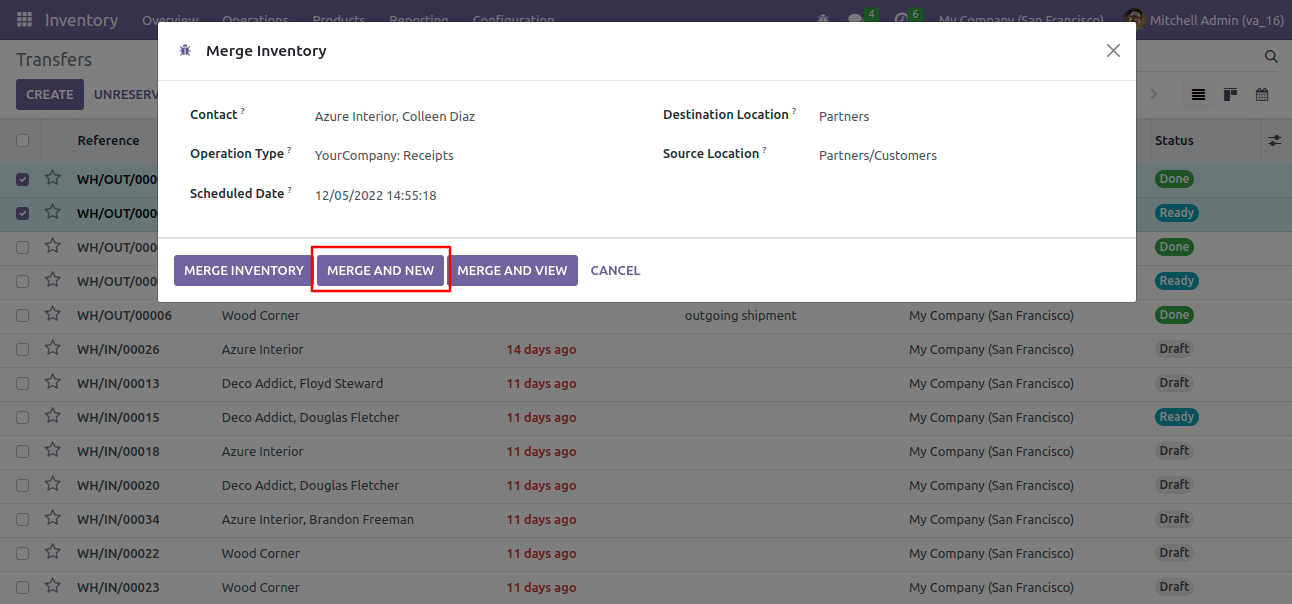 Inventory Overview Operations Products Reporting Configuration 4 6 My Company (San Francisco) Mitchell Admin (va_16)
Merge Inventory
Transfers
CREATE UNRESERV
Contact ? Azure Interior, Colleen Diaz Destination Location ? Partners
Operation Type ? YourCompany: Receipts Source Location ? Partners/Customers
Scheduled Date ? 12/05/2022 14:55:18
MERGE INVENTORY MERGE AND NEW MERGE AND VIEW CANCEL
Reference Status
WH/OUT/000 Done
WH/OUT/000 Ready
WH/OUT/000 Done
WH/OUT/000 Ready
WH/OUT/00006 Wood Corner outgoing shipment My Company (San Francisco) Done
WH/IN/00026 Azure Interior 14 days ago My Company (San Francisco) Draft
WH/IN/00013 Deco Addict, Floyd Steward 11 days ago My Company (San Francisco) Draft
WH/IN/00015 Deco Addict, Douglas Fletcher 11 days ago My Company (San Francisco) Ready
WH/IN/00018 Azure Interior 11 days ago My Company (San Francisco) Draft
WH/IN/00020 Deco Addict, Douglas Fletcher 11 days ago My Company (San Francisco) Draft
WH/IN/00034 Azure Interior, Brandon Freeman 11 days ago My Company (San Francisco) Draft
WH/IN/00022 Wood Corner 11 days ago My Company (San Francisco) Draft
WH/IN/00023 Wood Corner 11 days ago My Company (San Francisco) Draft